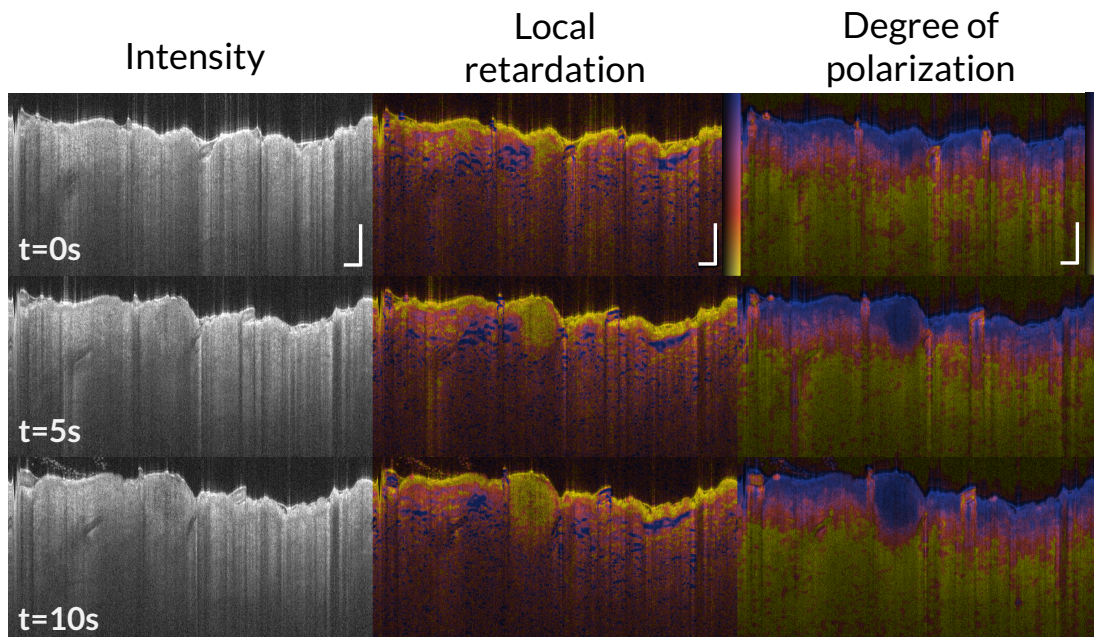 Intensity
Local
retardation
Degree of
polarization
t=0s
t=5s
t=10s